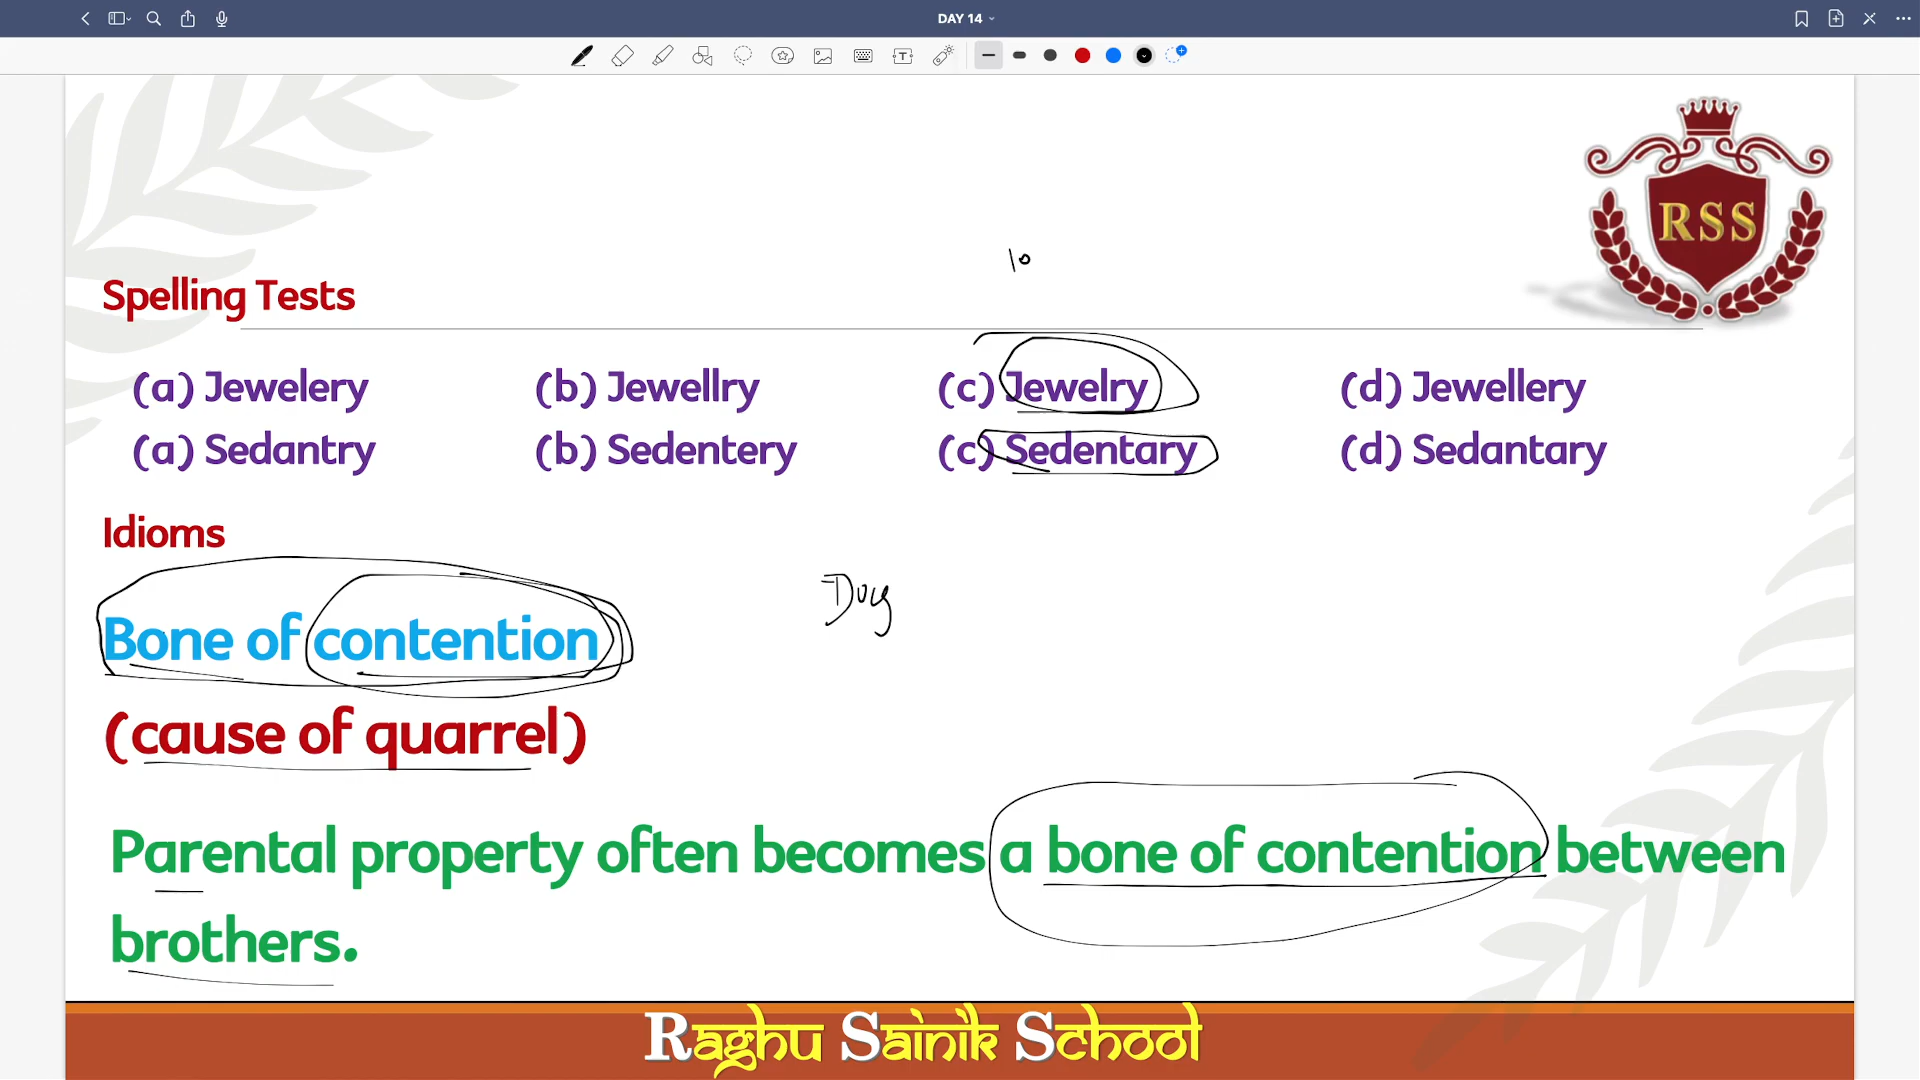 DAY 14
RSS
10
Spelling Tests
(a) Jewelery (b) Jewellry (c) Jewelry (d) Jewellery
(a) Sedantry (b) Sedentery (c) Sedentary (d) Sedantary
Idioms
Bone of contention
(cause of quarrel)
Parental property often becomes a bone of contention between
brothers.
Raghu Sainik School